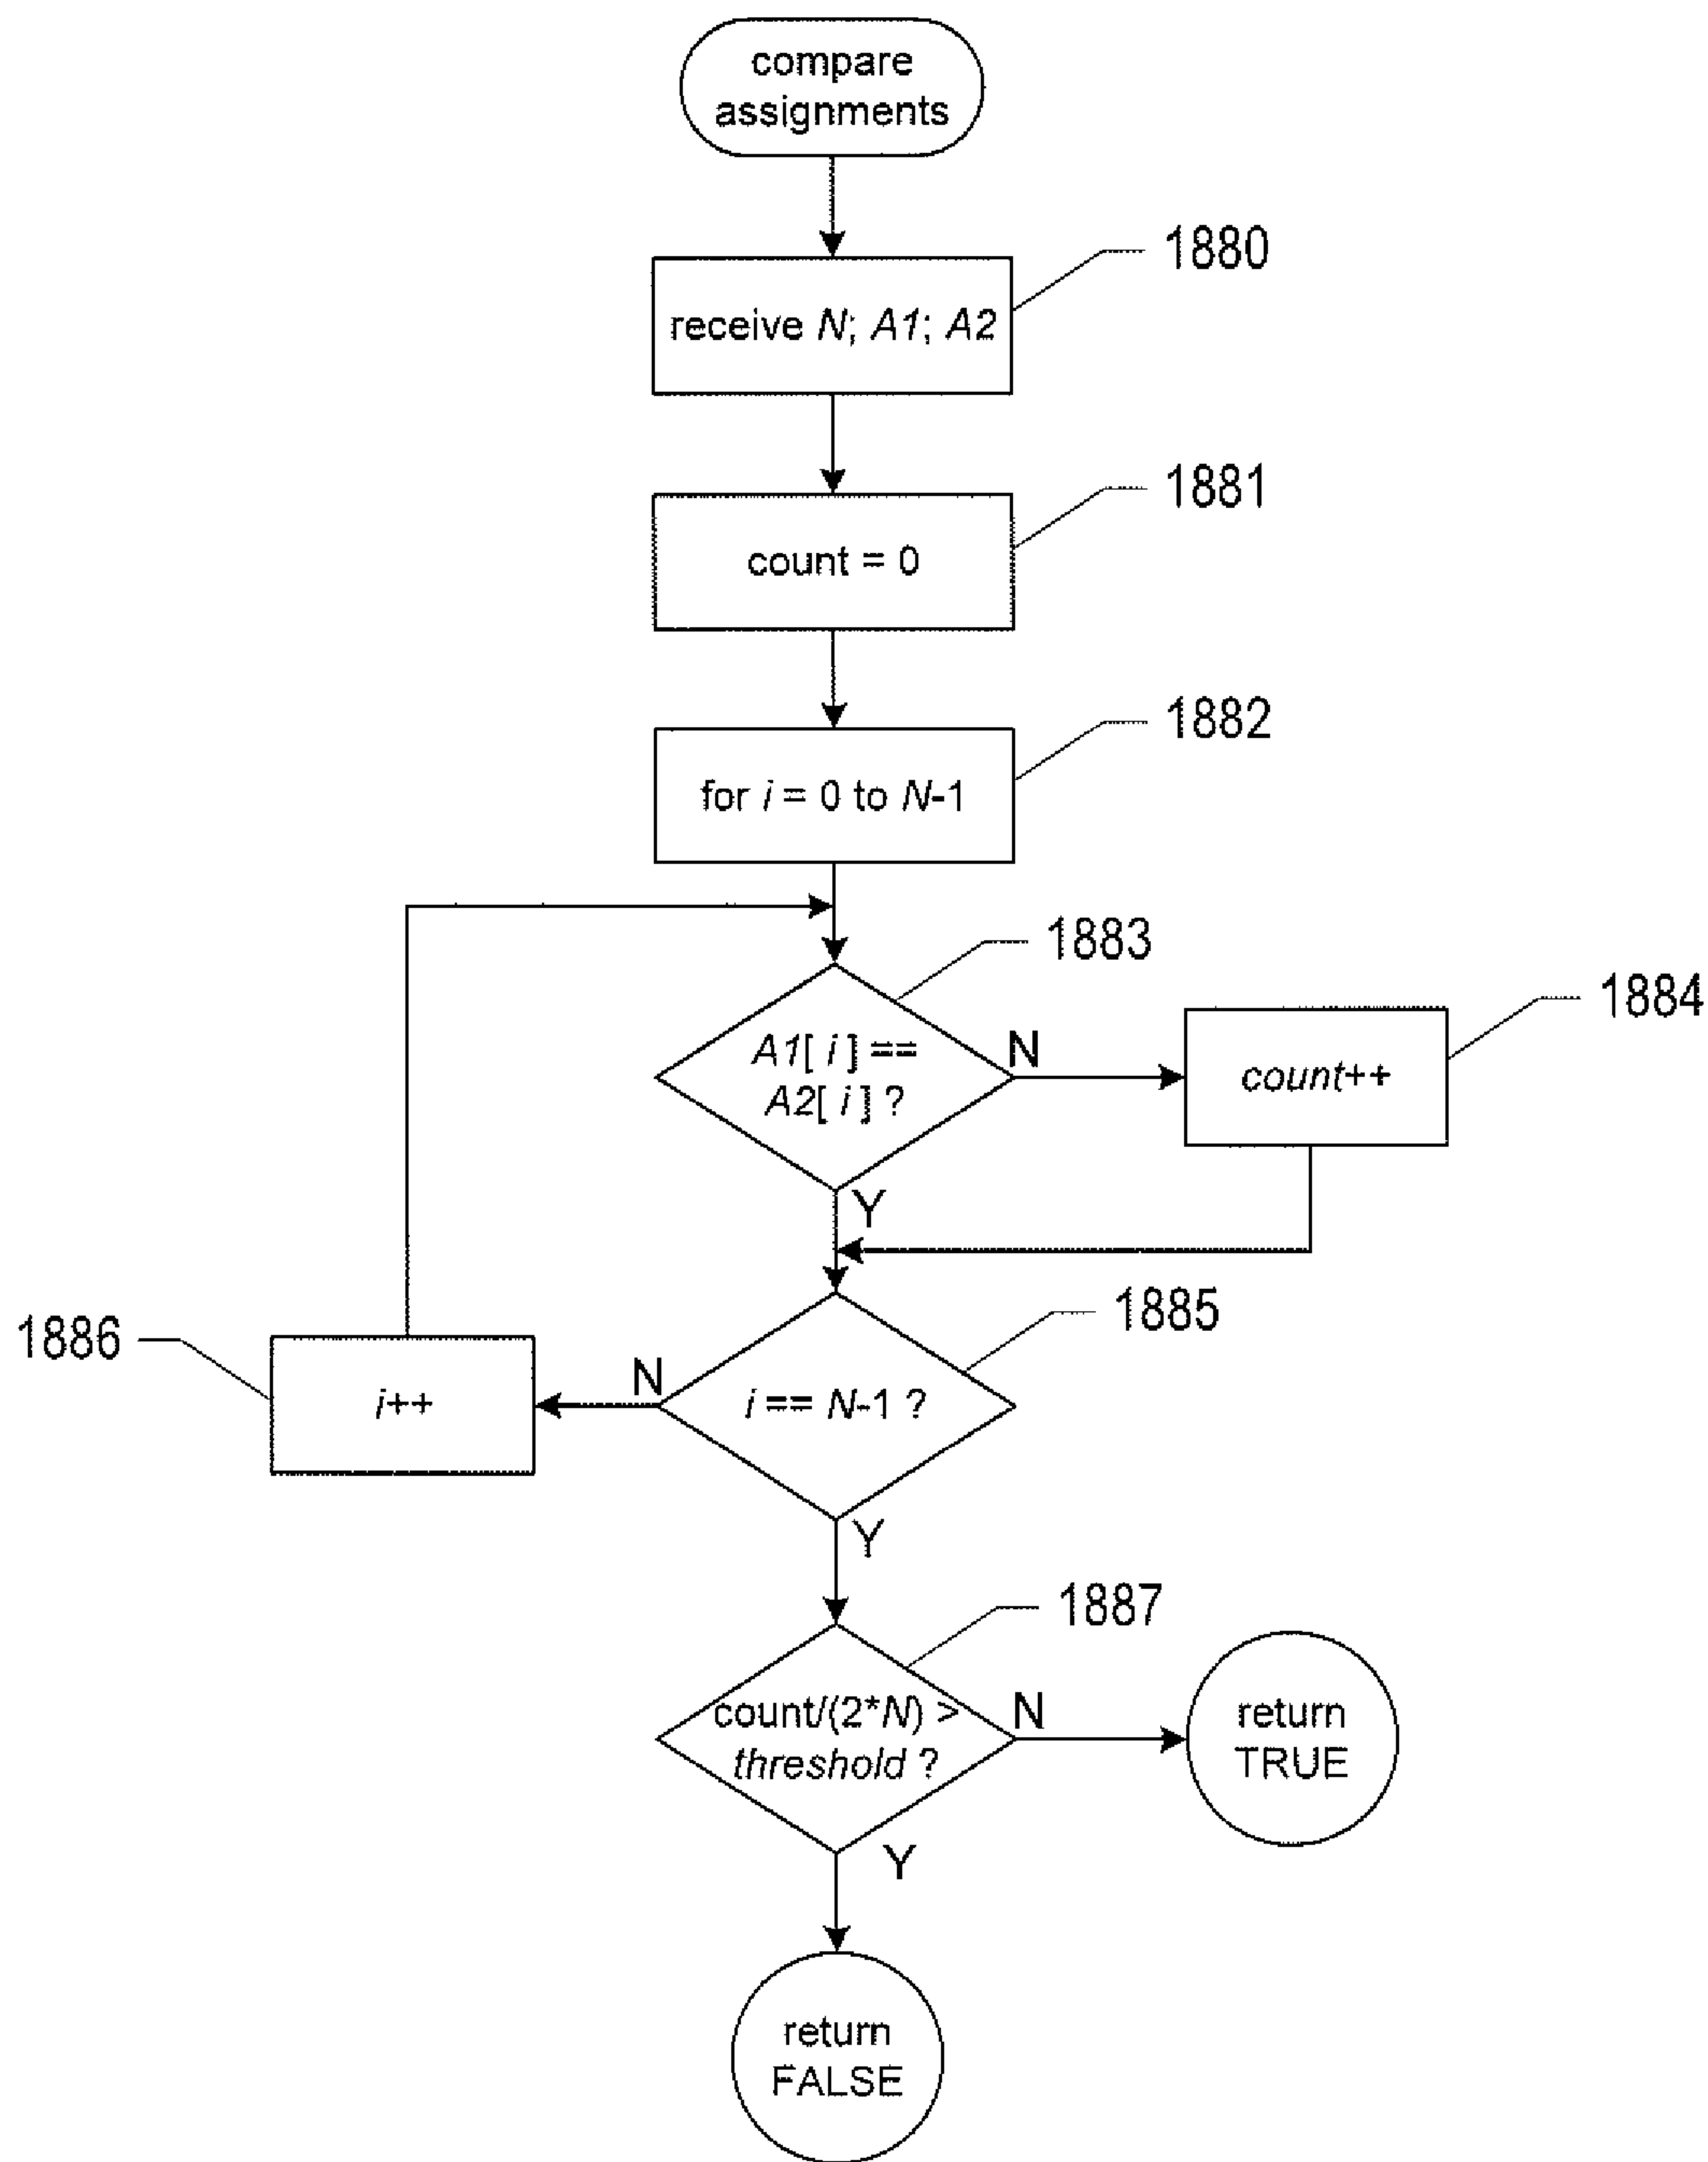 compare
assignments
1880
receive N; A1; A2
1881
count = 0
1882
for i = 0 to N-1
1883
A1[ i ] ==
A2[ i ] ?
N
1884
count++
Y
1885
1886
i++
N
i == N-1 ?
Y
1887
count/(2*N) >
threshold ?
N
return
TRUE
Y
return
FALSE